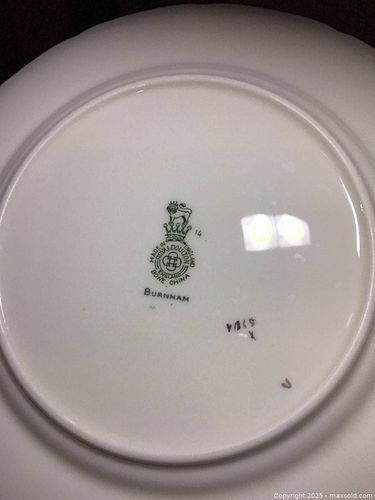 14
MADE IN ENGLAND
ROYAL DOULTON
BONE CHINA
BURNHAM
Copyright 2025 - maxsold.com